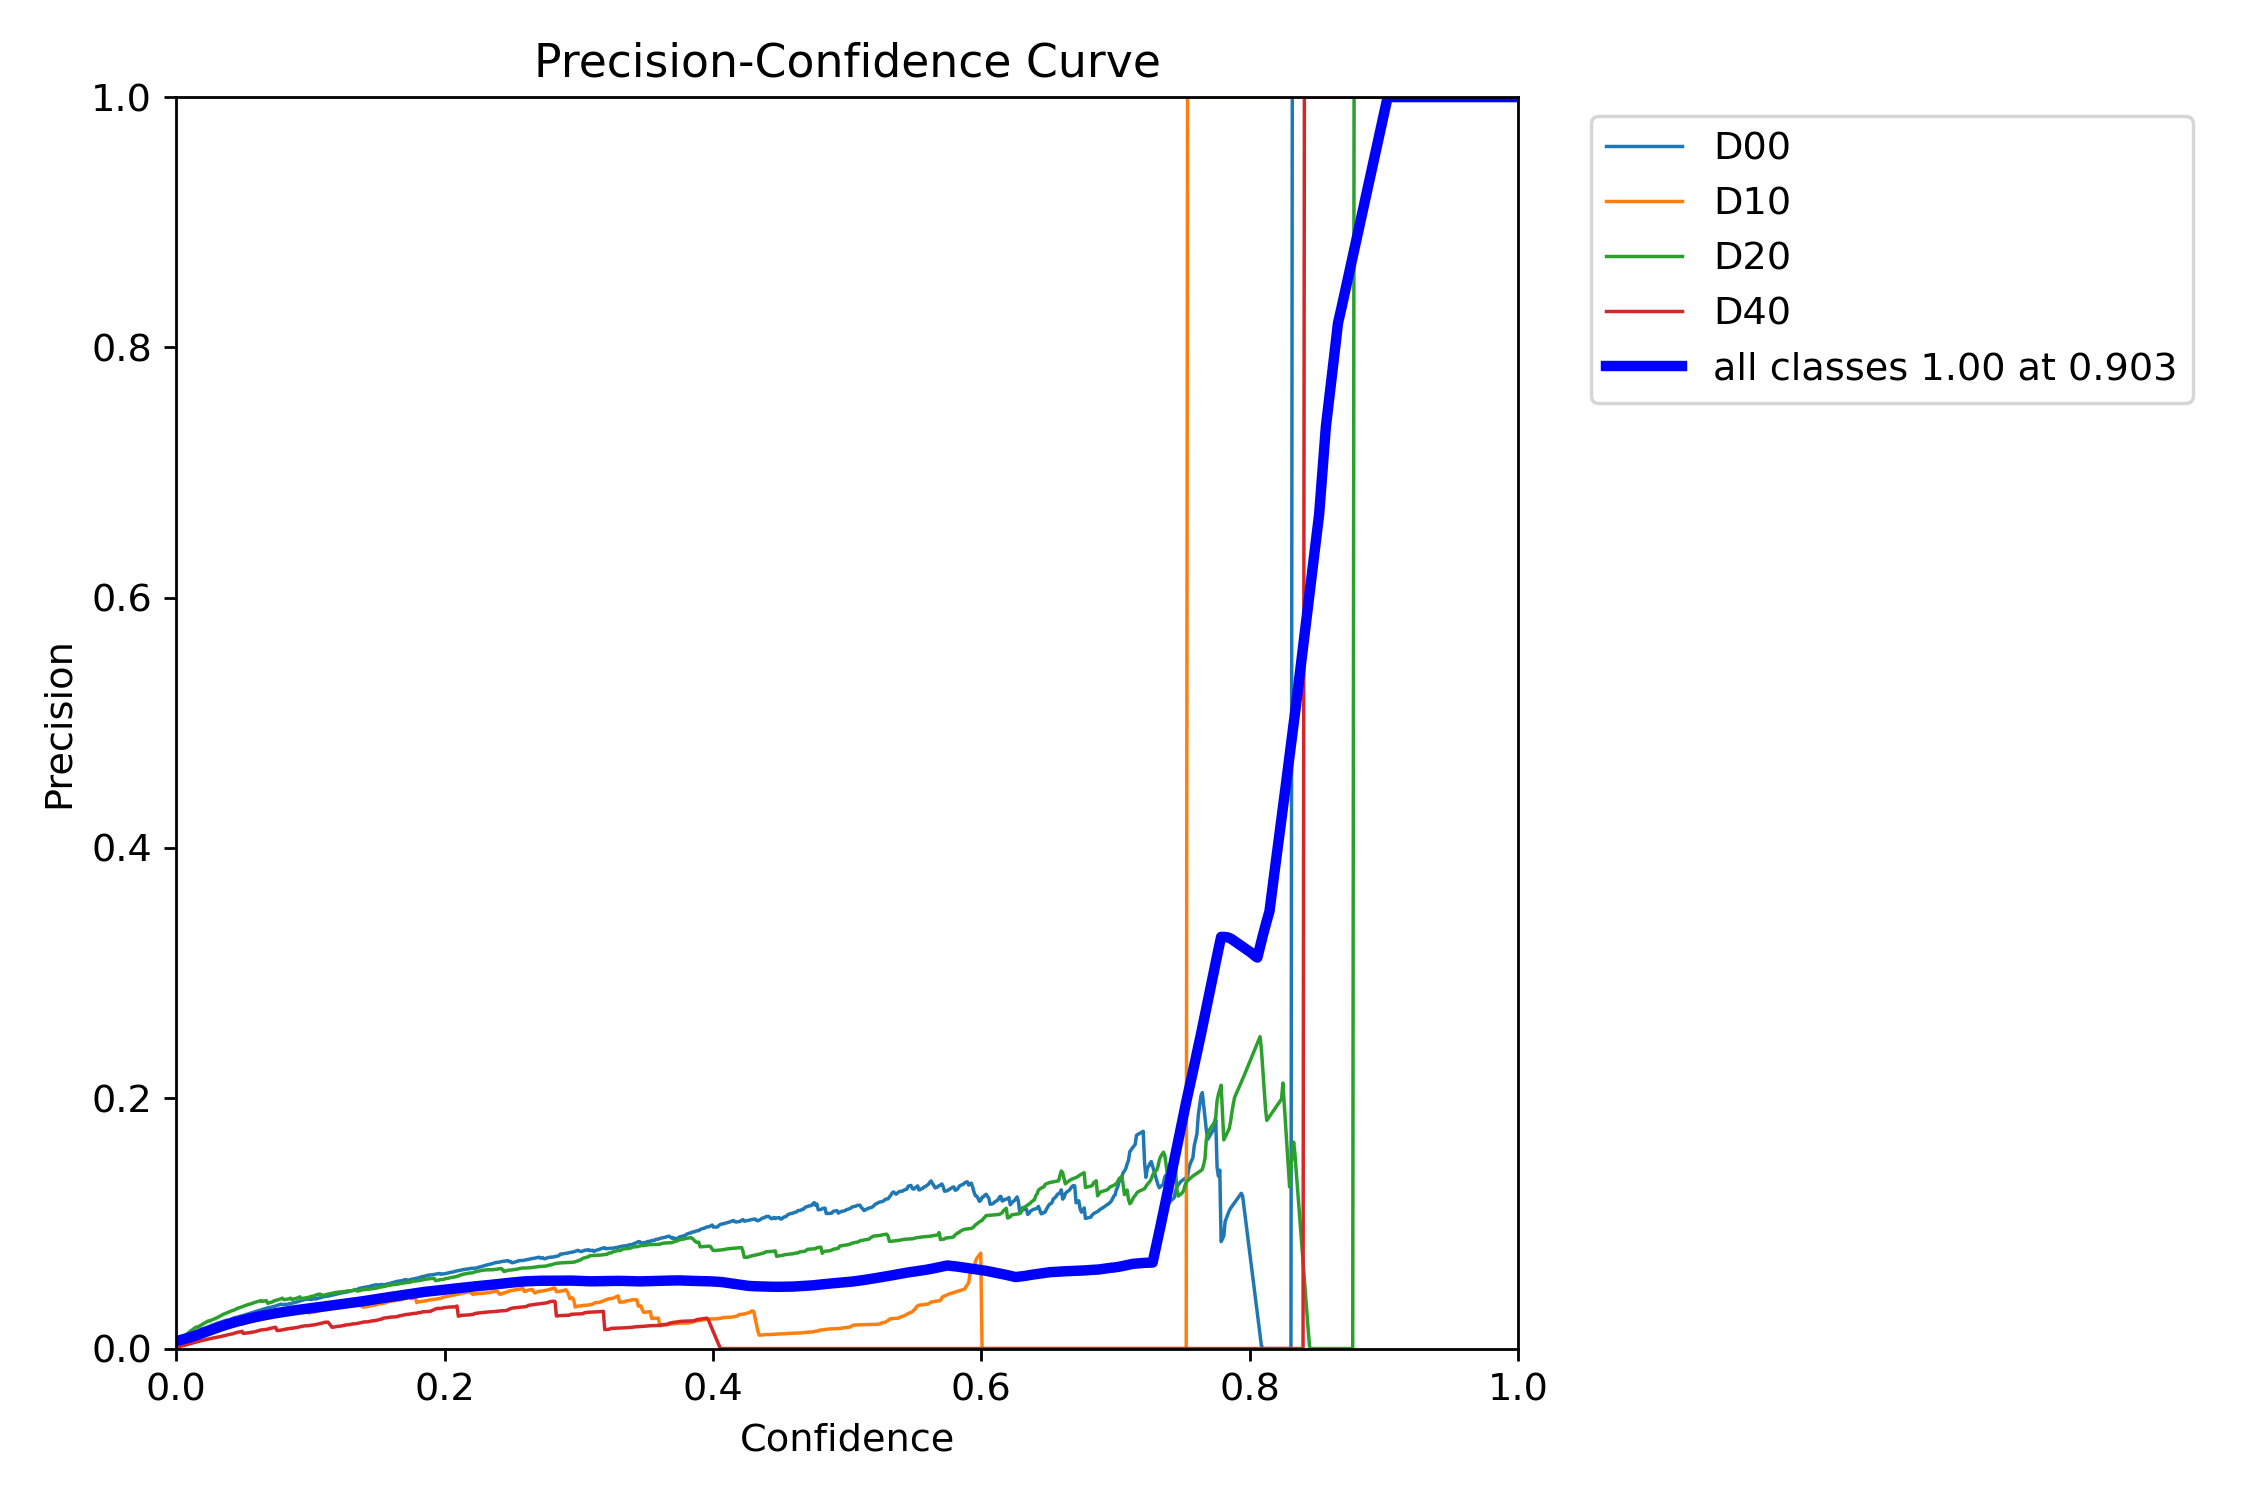 Precision-Confidence Curve
1.0
0.8
0.6
0.4
0.2
0.0
Precision
0.0 0.2 0.4 0.6 0.8 1.0
Confidence
D00
D10
D20
D40
all classes 1.00 at 0.903